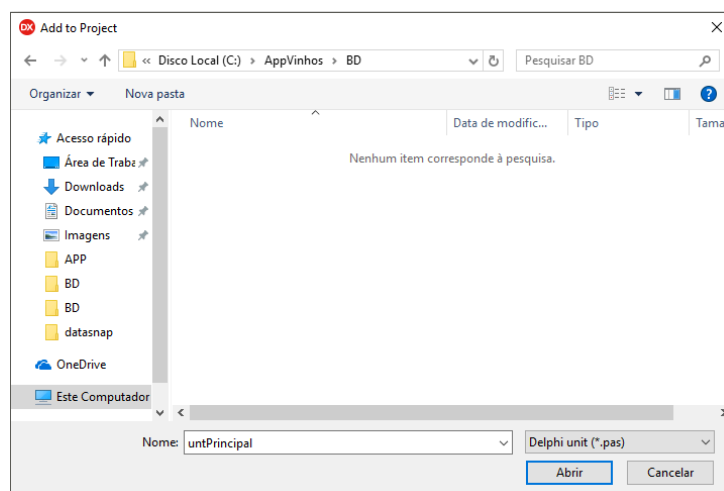 DX Add to Project
« Disco Local (C:) › AppVinhos › BD
Pesquisar BD
Organizar
Nova pasta
?
Nome
Data de modific...
Tipo
Tama
Nenhum item corresponde à pesquisa.
Acesso rápido
Área de Traba
Downloads
Documentos
Imagens
APP
BD
BD
datasnap
OneDrive
Este Computador
Nome: untPrincipal
Delphi unit (*.pas)
Abrir
Cancelar